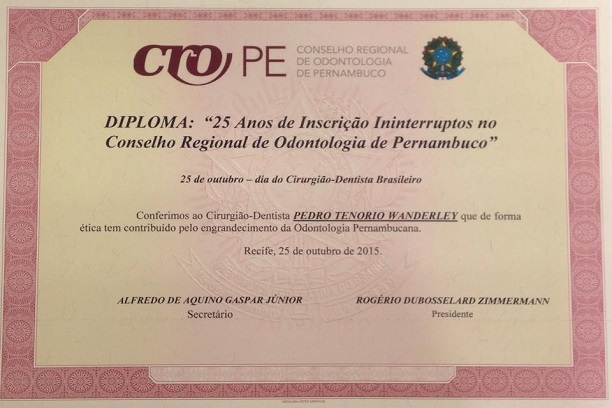 CRO PE CONSELHO REGIONAL
DE ODONTOLOGIA
DE PERNAMBUCO
DIPLOMA: “25 Anos de Inscrição Ininterruptos no
Conselho Regional de Odontologia de Pernambuco”
25 de outubro – dia do Cirurgião-Dentista Brasileiro
Conferimos ao Cirurgião-Dentista PEDRO TENORIO WANDERLEY que de forma
ética tem contribuído pelo engrandecimento da Odontologia Pernambucana.
Recife, 25 de outubro de 2015.
ALFREDO DE AQUINO GASPAR JÚNIOR
Secretário
ROGÉRIO DUBOSSELARD ZIMMERMANN
Presidente